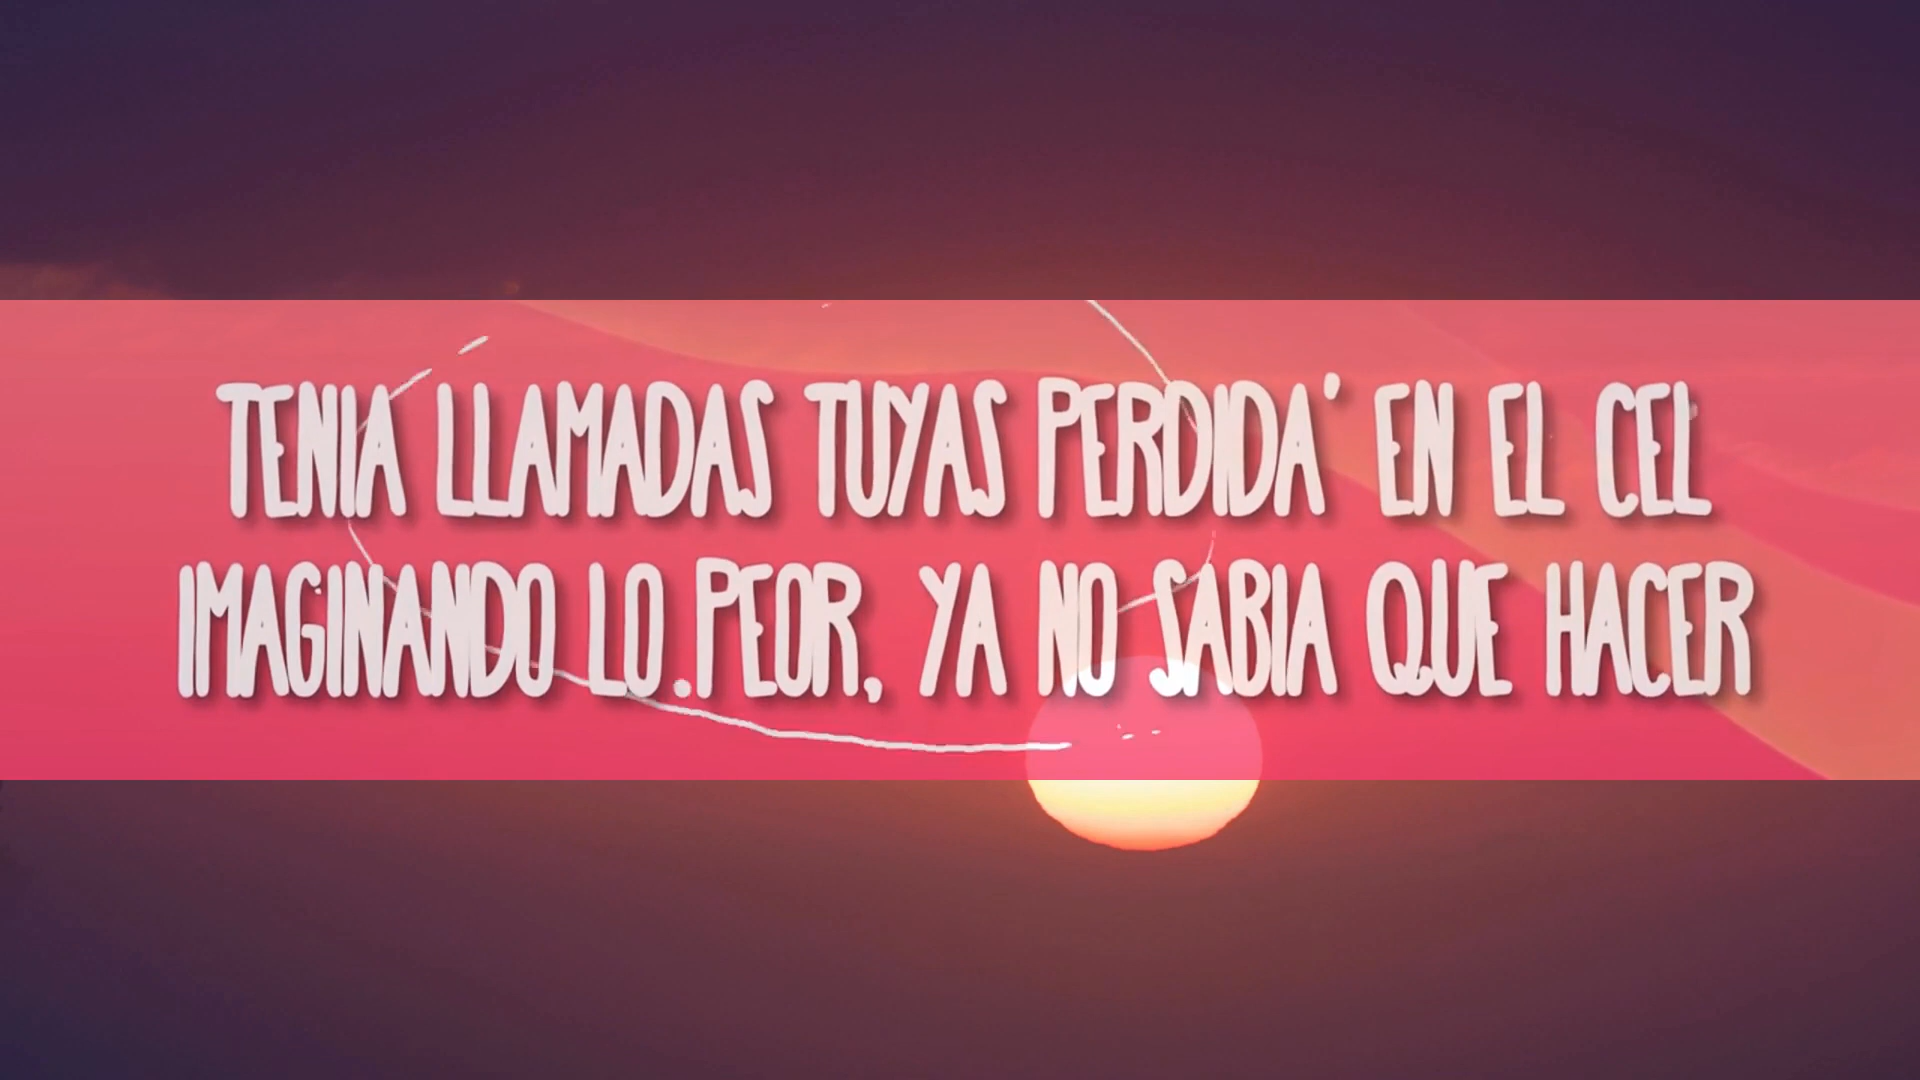 TENIA LLAMADAS TUYAS PERDIDA' EN EL CEL
IMAGINANDO LO PEOR, YA NO SABIA QUE HACER